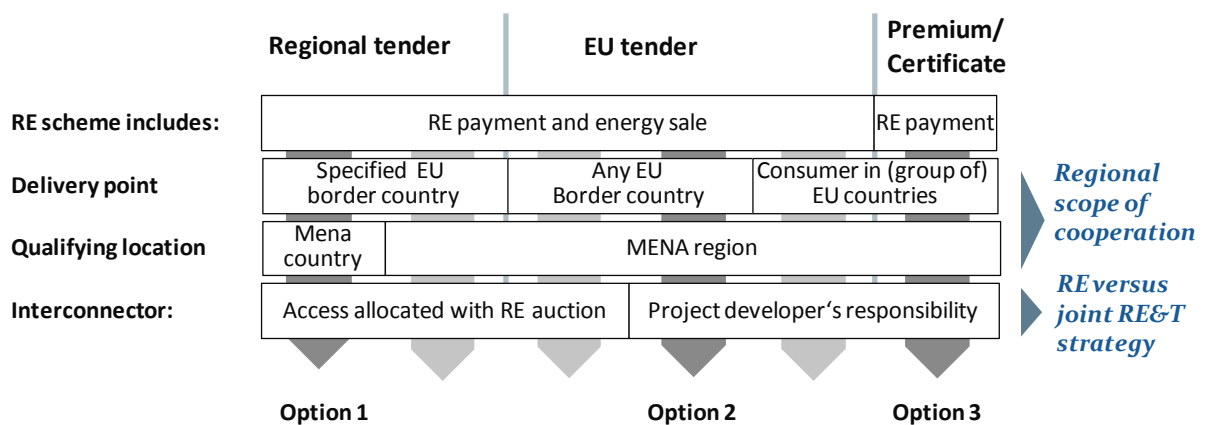 Regional tender
EU tender
Premium/
Certificate
RE scheme includes:
RE payment and energy sale
RE payment
Delivery point
Specified EU
border country
Any EU
Border country
Consumer in (group of)
EU countries
Regional
scope of
cooperation
Qualifying location
Mena
country
MENA region
Interconnector:
Access allocated with RE auction
Project developer‘s responsibility
RE versus
joint RE&T
strategy
Option 1
Option 2
Option 3